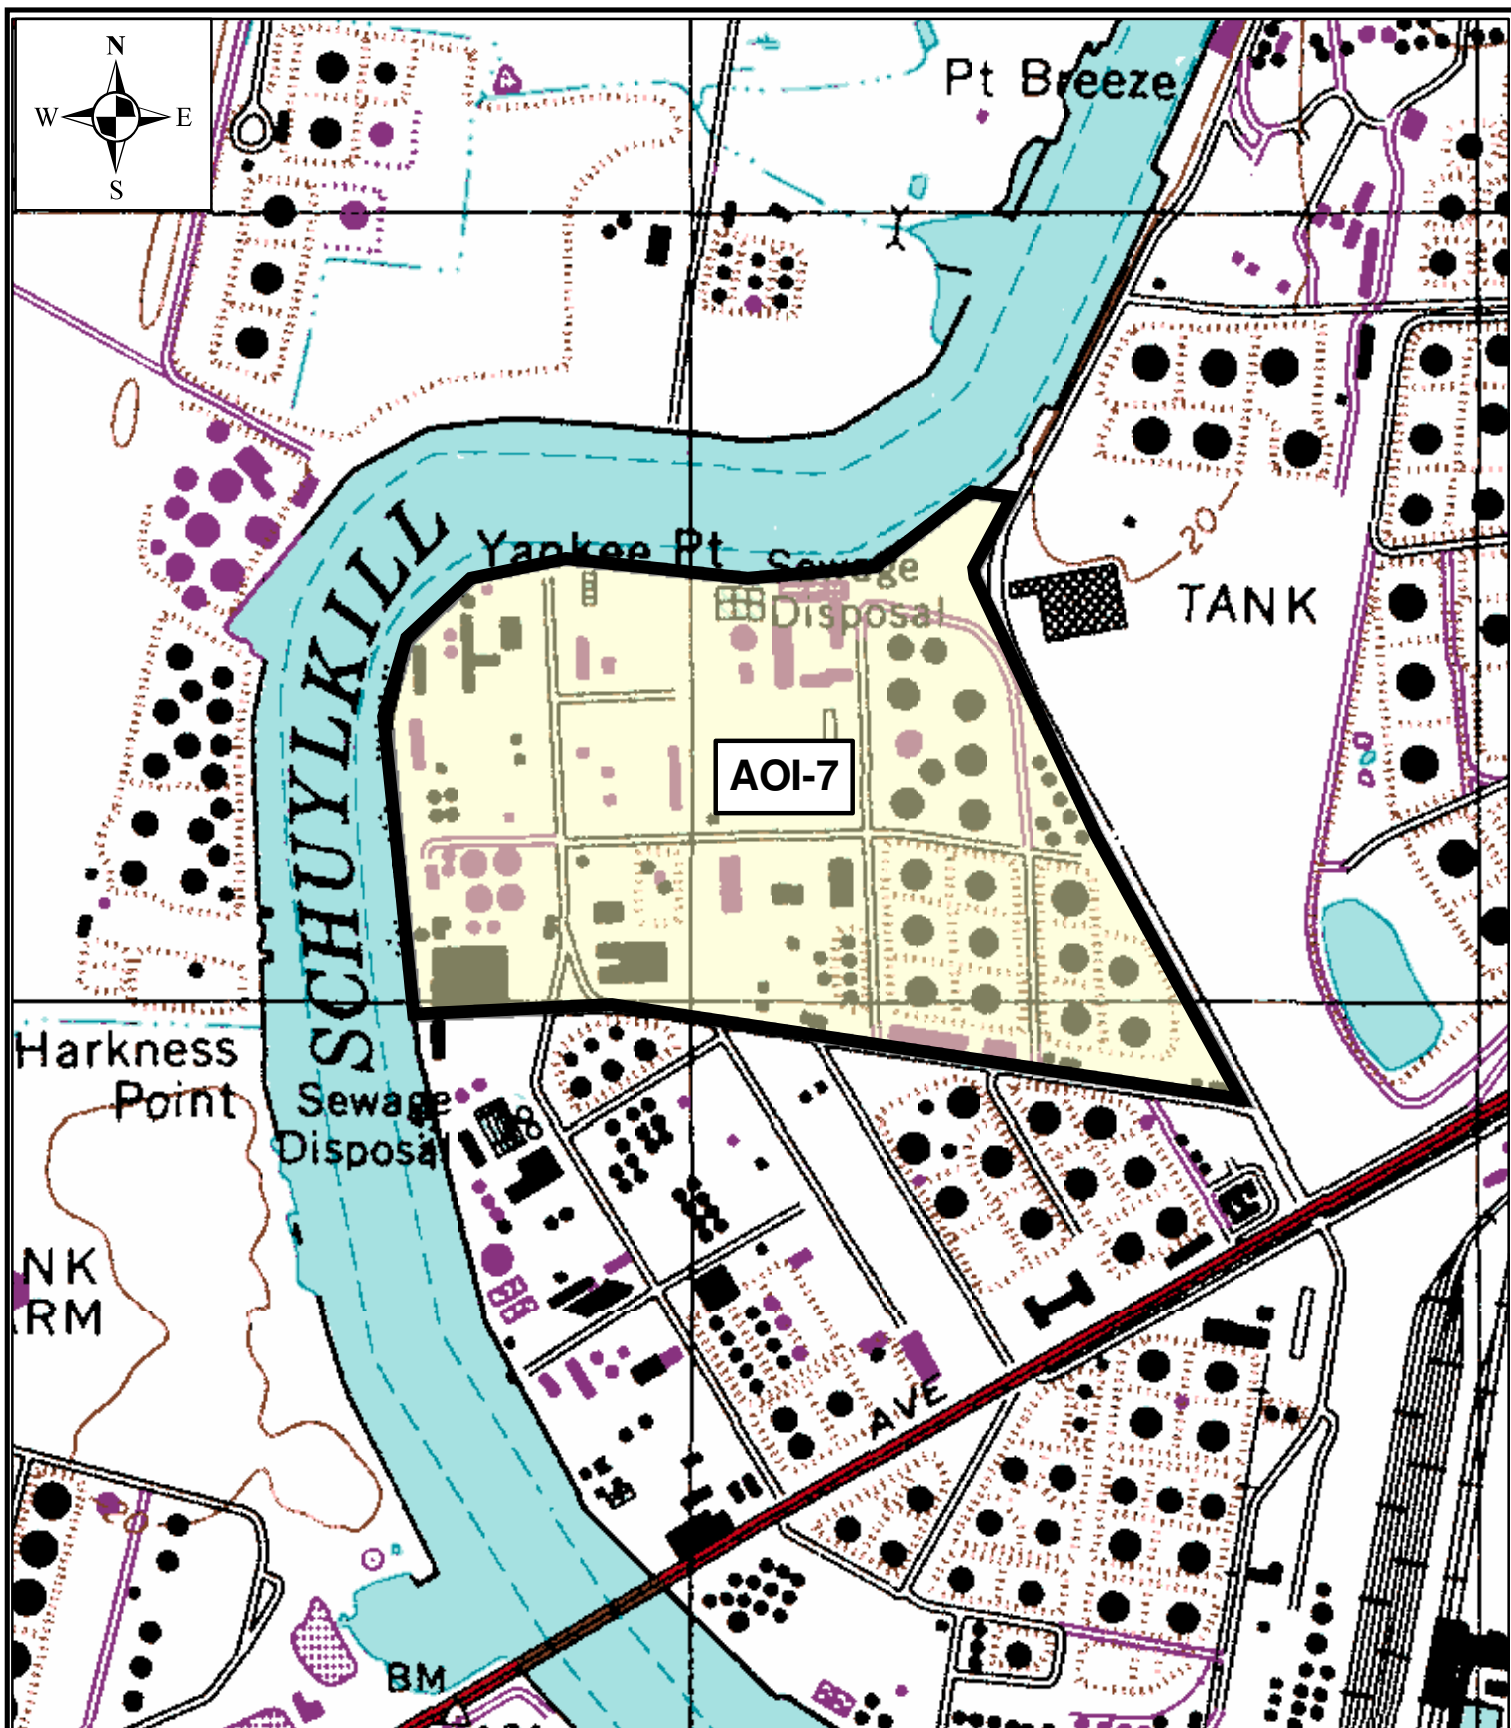 N
W E
S
Pt Breeze
Yankee Pt
Sewage
Disposal
20
TANK
SCHUYLKILL
AOI-7
Harkness
Point
Sewage
Disposal
NK
RM
AVE
BM